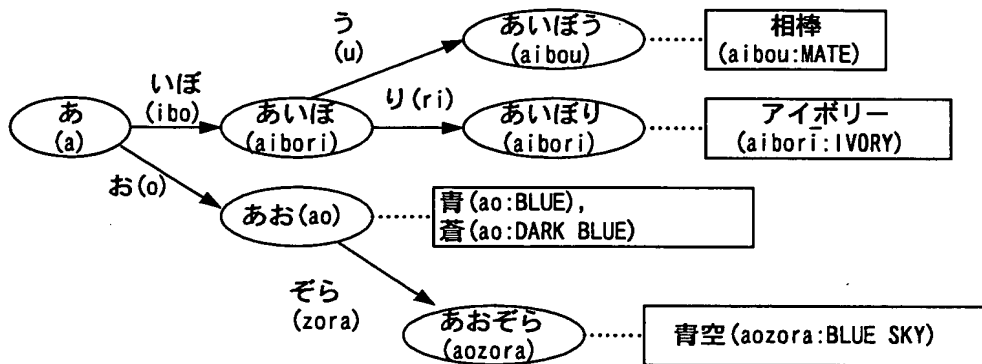 う
(u)
あいぼう
(aibou)
相棒
(aibou:MATE)
いぼ
(ibo)
あ
(a)
あいぼ
(aibori)
り(ri)
あいぼり
(aibori)
アイボリー
(aibori:IVORY)
お(o)
あお(ao)
青(ao:BLUE),
蒼(ao:DARK BLUE)
ぞら
(zora)
あおぞら
(aozora)
青空(aozora:BLUE SKY)